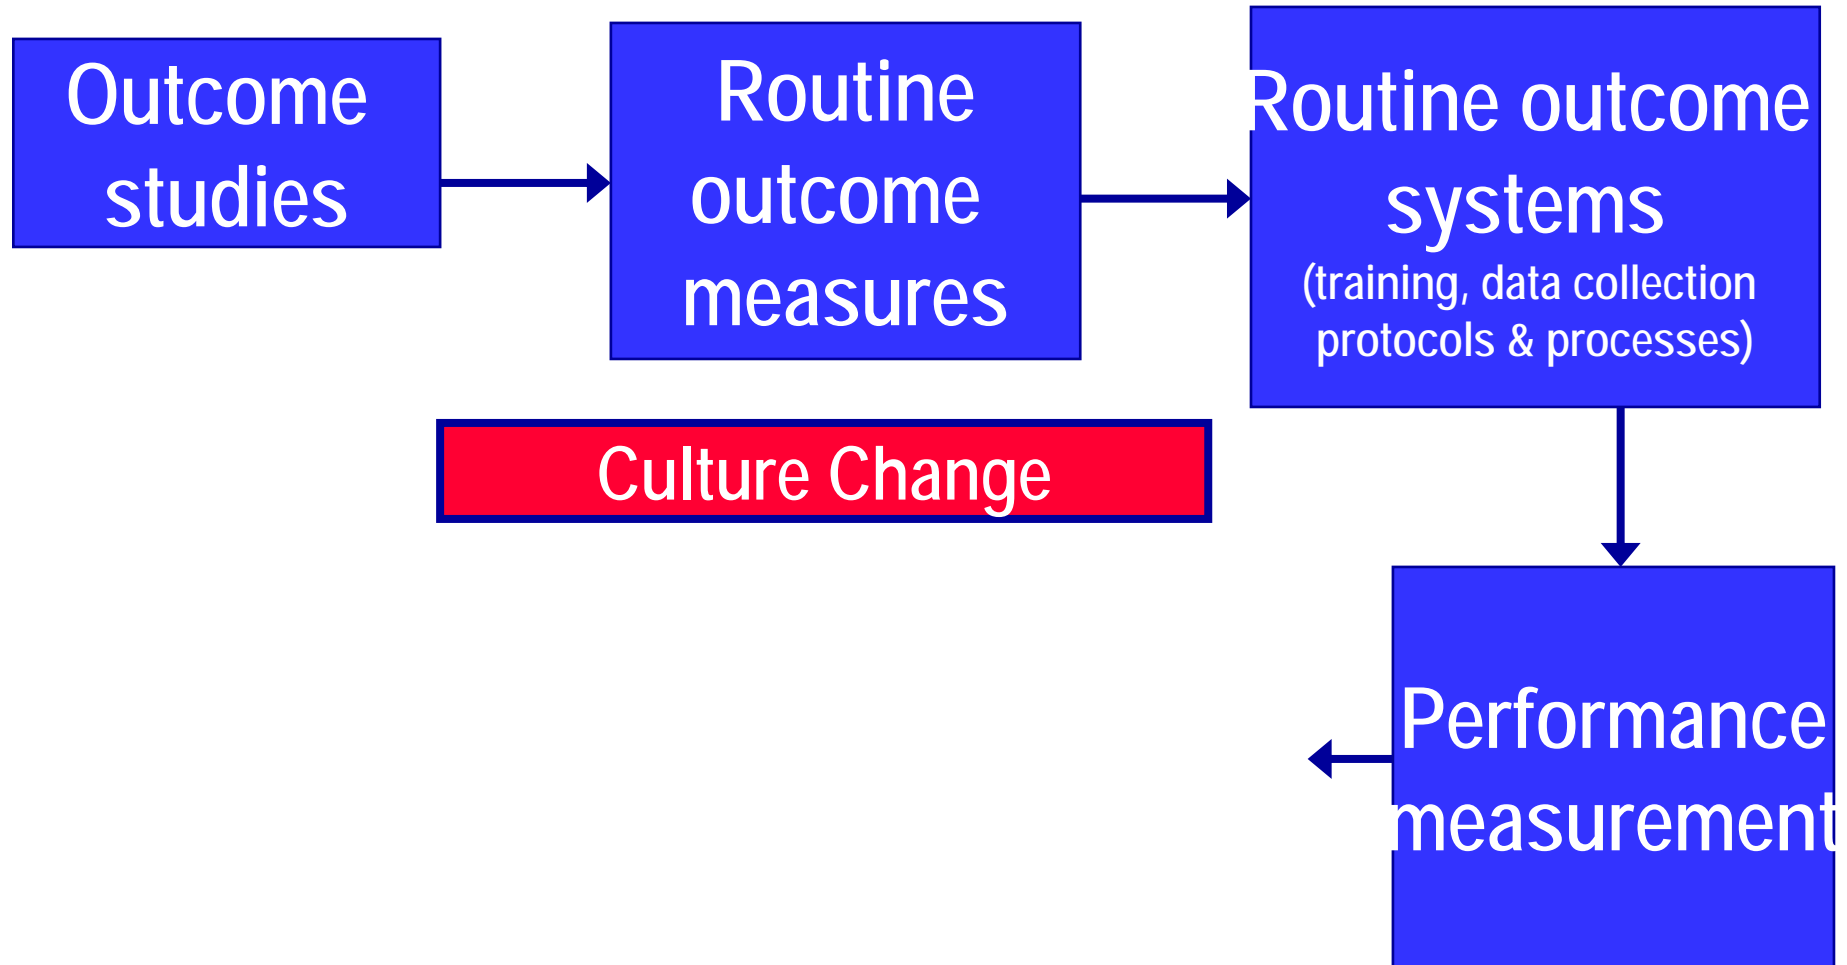 Outcome
studies
Routine
outcome
measures
Routine outcome
systems
(training, data collection
protocols & processes)
Culture Change
Performance
measurement